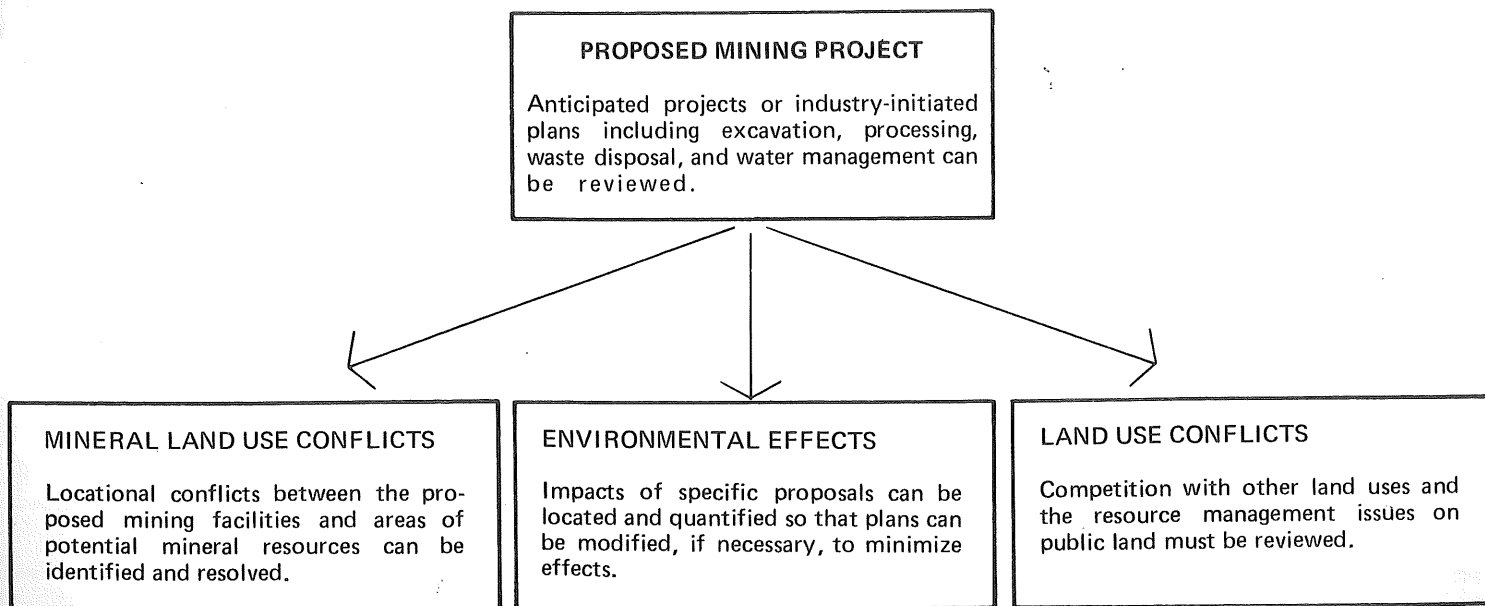 PROPOSED MINING PROJECT
Anticipated projects or industry-initiated
plans including excavation, processing,
waste disposal, and water management can
be reviewed.
MINERAL LAND USE CONFLICTS
Locational conflicts between the pro-
posed mining facilities and areas of
potential mineral resources can be
identified and resolved.
ENVIRONMENTAL EFFECTS
Impacts of specific proposals can be
located and quantified so that plans can
be modified, if necessary, to minimize
effects.
LAND USE CONFLICTS
Competition with other land uses and
the resource management issues on
public land must be reviewed.